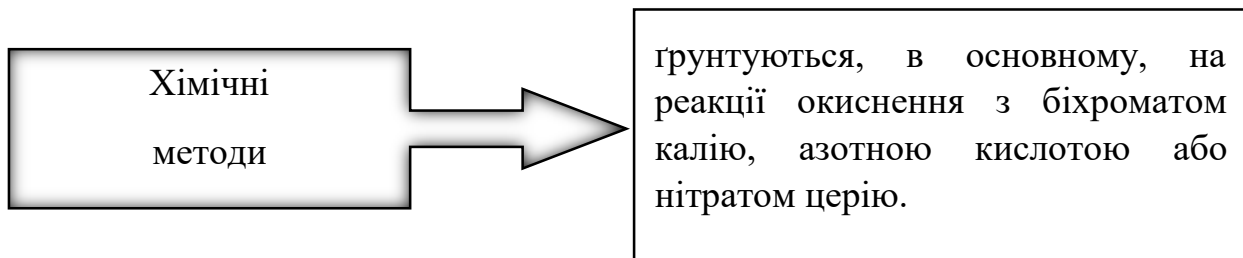 Хімічні
методи
ґрунтуються, в основному, на
реакції окиснення з біхроматом
калію, азотною кислотою або
нітратом церію.